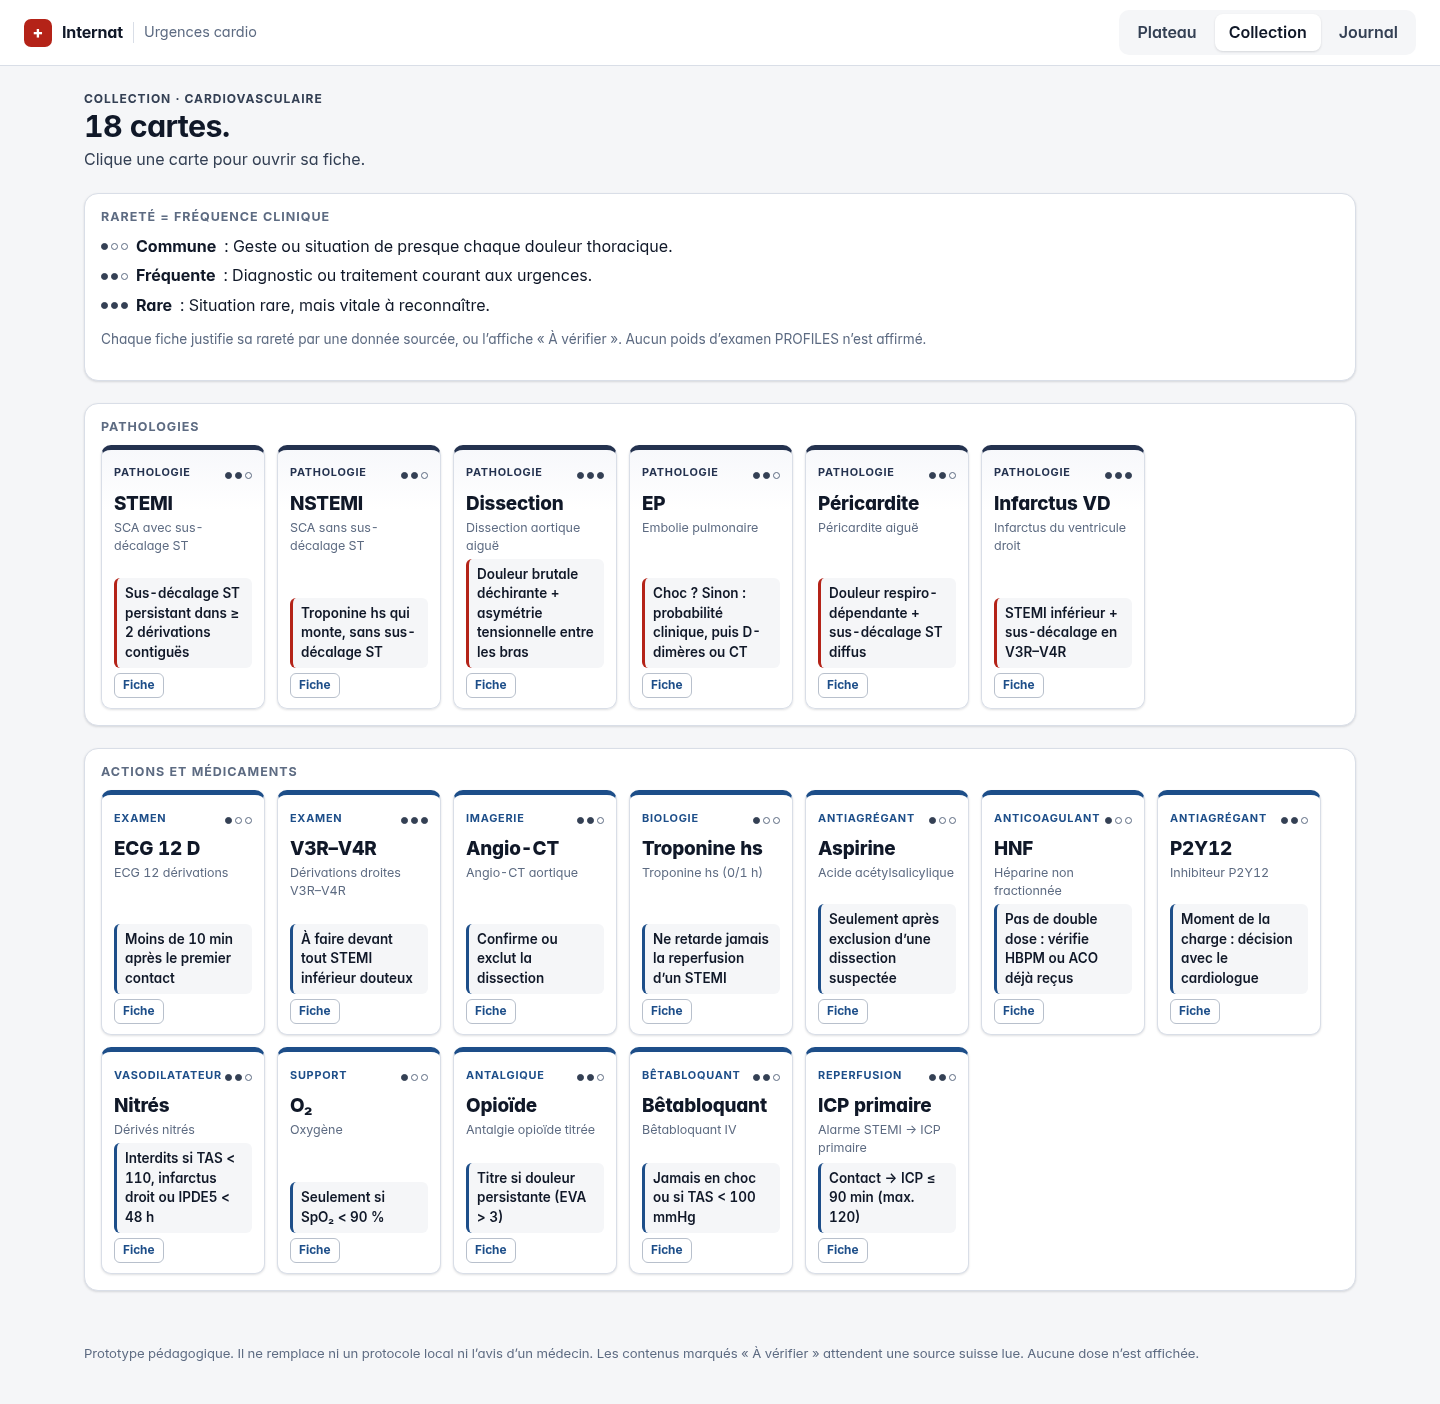 + Internat Urgences cardio
Plateau Collection Journal
COLLECTION · CARDIOVASCULAIRE
18 cartes.
Clique une carte pour ouvrir sa fiche.
RARETÉ = FRÉQUENCE CLINIQUE
Commune : Geste ou situation de presque chaque douleur thoracique.
Fréquente : Diagnostic ou traitement courant aux urgences.
Rare : Situation rare, mais vitale à reconnaître.
Chaque fiche justifie sa rareté par une donnée sourcée, ou l’affiche « À vérifier ». Aucun poids d’examen PROFILES n’est affirmé.
PATHOLOGIES
PATHOLOGIE
STEMI
SCA avec sus-
décalage ST
Sus-décalage ST
persistant dans ≥
2 dérivations
contiguës
Fiche
PATHOLOGIE
NSTEMI
SCA sans sus-
décalage ST
Troponine hs qui
monte, sans sus-
décalage ST
Fiche
PATHOLOGIE
Dissection
Dissection aortique
aiguë
Douleur brutale
déchirante +
asymétrie
tensionnelle entre
les bras
Fiche
PATHOLOGIE
EP
Embolie pulmonaire
Choc ? Sinon :
probabilité
clinique, puis D-
dimères ou CT
Fiche
PATHOLOGIE
Péricardite
Péricardite aiguë
Douleur respiro-
dépendante +
sus-décalage ST
diffus
Fiche
PATHOLOGIE
Infarctus VD
Infarctus du ventricule
droit
STEMI inférieur +
sus-décalage en
V3R–V4R
Fiche
ACTIONS ET MÉDICAMENTS
EXAMEN
ECG 12 D
ECG 12 dérivations
Moins de 10 min
après le premier
contact
Fiche
EXAMEN
V3R–V4R
Dérivations droites
V3R–V4R
À faire devant
tout STEMI
inférieur douteux
Fiche
IMAGERIE
Angio-CT
Angio-CT aortique
Confirme ou
exclut la
dissection
Fiche
BIOLOGIE
Troponine hs
Troponine hs (0/1 h)
Ne retarde jamais
la reperfusion
d’un STEMI
Fiche
ANTIAGRÉGANT
Aspirine
Acide acétylsalicylique
Seulement après
exclusion d’une
dissection
suspectée
Fiche
ANTICOAGULANT
HNF
Héparine non
fractionnée
Pas de double
dose : vérifie
HBPM ou ACO
déjà reçus
Fiche
ANTIAGRÉGANT
P2Y12
Inhibiteur P2Y12
Moment de la
charge : décision
avec le
cardiologue
Fiche
VASODILATATEUR
Nitrés
Dérivés nitrés
Interdits si TAS <
110, infarctus
droit ou IPDE5 <
48 h
Fiche
SUPPORT
O₂
Oxygène
Seulement si
SpO₂ < 90 %
Fiche
ANTALGIQUE
Opioïde
Antalgie opioïde titrée
Titre si douleur
persistante (EVA
> 3)
Fiche
BÊTABLOQUANT
Bêtabloquant
Bêtabloquant IV
Jamais en choc
ou si TAS < 100
mmHg
Fiche
REPERFUSION
ICP primaire
Alarme STEMI → ICP
primaire
Contact → ICP ≤
90 min (max.
120)
Fiche
Prototype pédagogique. Il ne remplace ni un protocole local ni l’avis d’un médecin. Les contenus marqués « À vérifier » attendent une source suisse lue. Aucune dose n’est affichée.